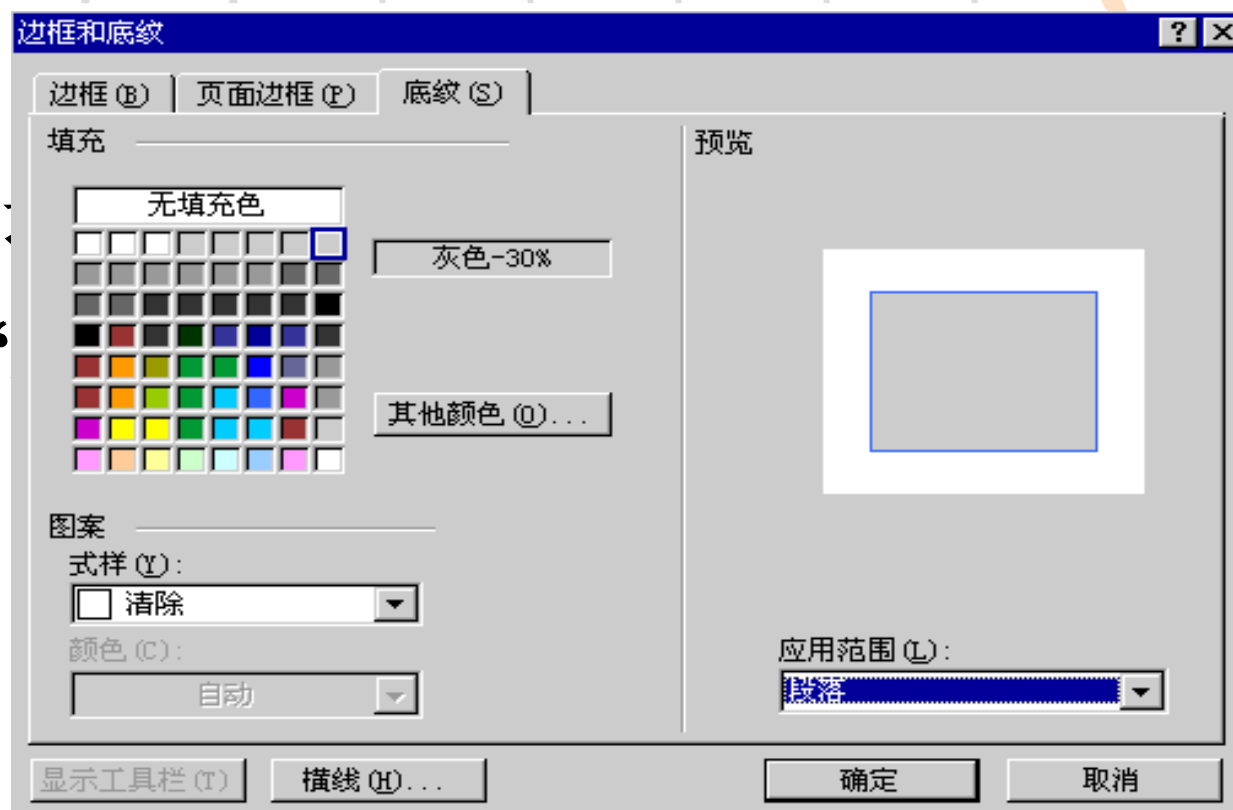 边框和底纹
边框(B) 页面边框(P) 底纹(S)
填充
预览
无填充色
灰色-30%
其他颜色(O)...
图案
式样(Y):
清除
颜色(C):
自动
应用范围(L):
段落
显示工具栏(T) 横线(H)... 确定 取消